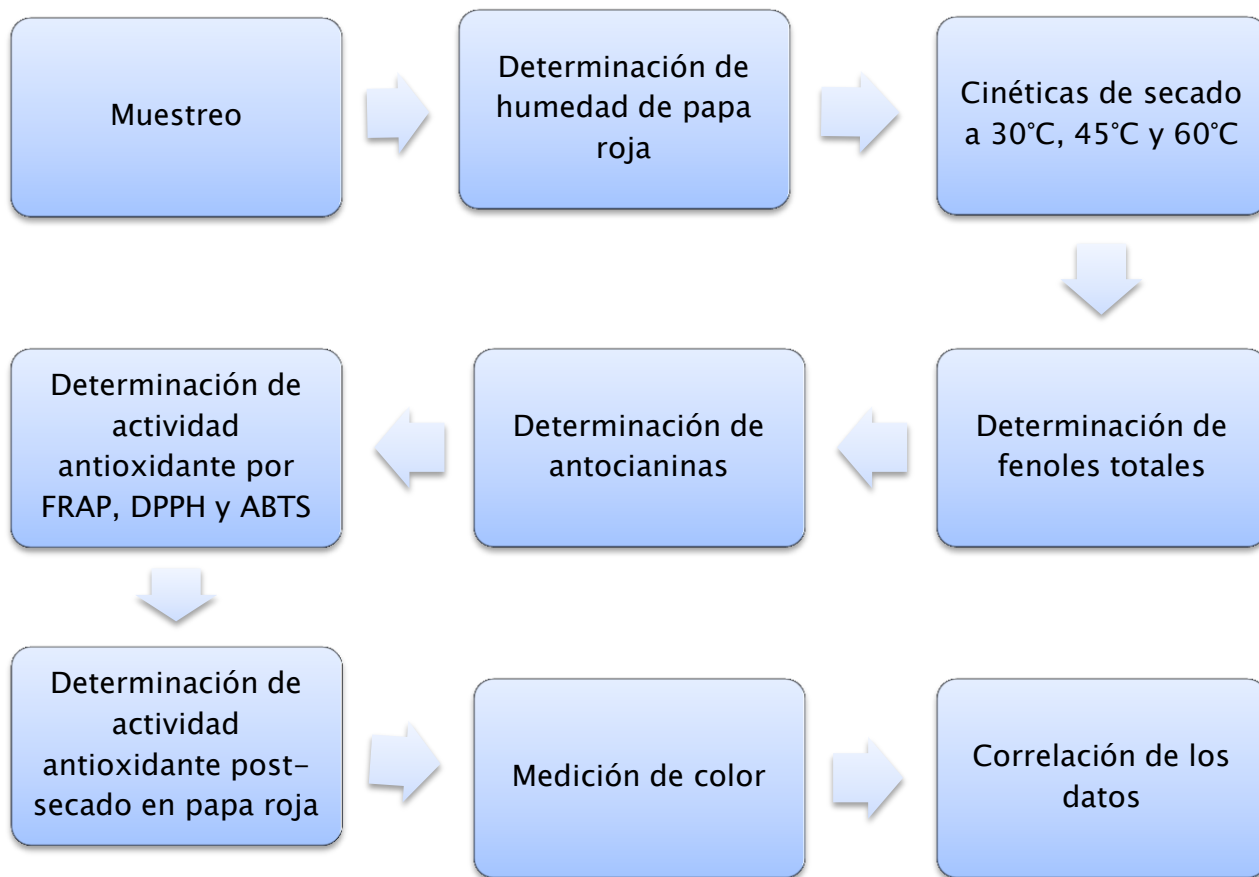 Muestreo
Determinación de
humedad de papa
roja
Cinéticas de secado
a 30°C, 45°C y 60°C
Determinación de
fenoles totales
Determinación de
antocianinas
Determinación de
actividad
antioxidante por
FRAP, DPPH y ABTS
Determinación de
actividad
antioxidante post-
secado en papa roja
Medición de color
Correlación de los
datos